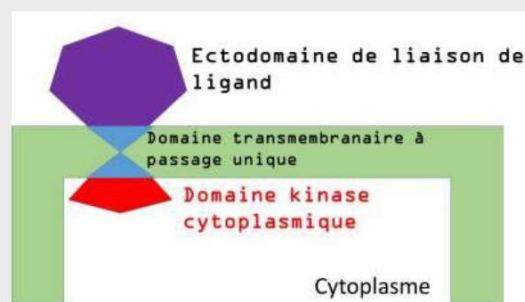 Ectodomaine de liaison de
ligand
Domaine transmembranaire à
passage unique
Domaine kinase
cytoplasmique
Cytoplasme